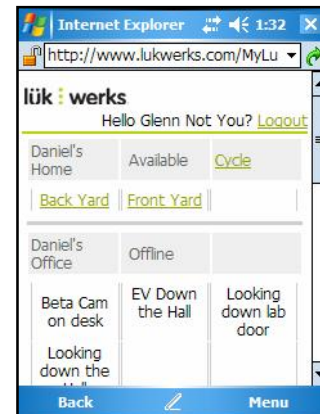 Internet Explorer 1:32
http://www.lukwerks.com/MyLu
lük werks
Hello Glenn Not You? Logout
Daniel's Home Available Cycle
Back Yard Front Yard
Daniel's Office Offline
Beta Cam on desk EV Down the Hall Looking down lab door
Looking down the
Back Menu